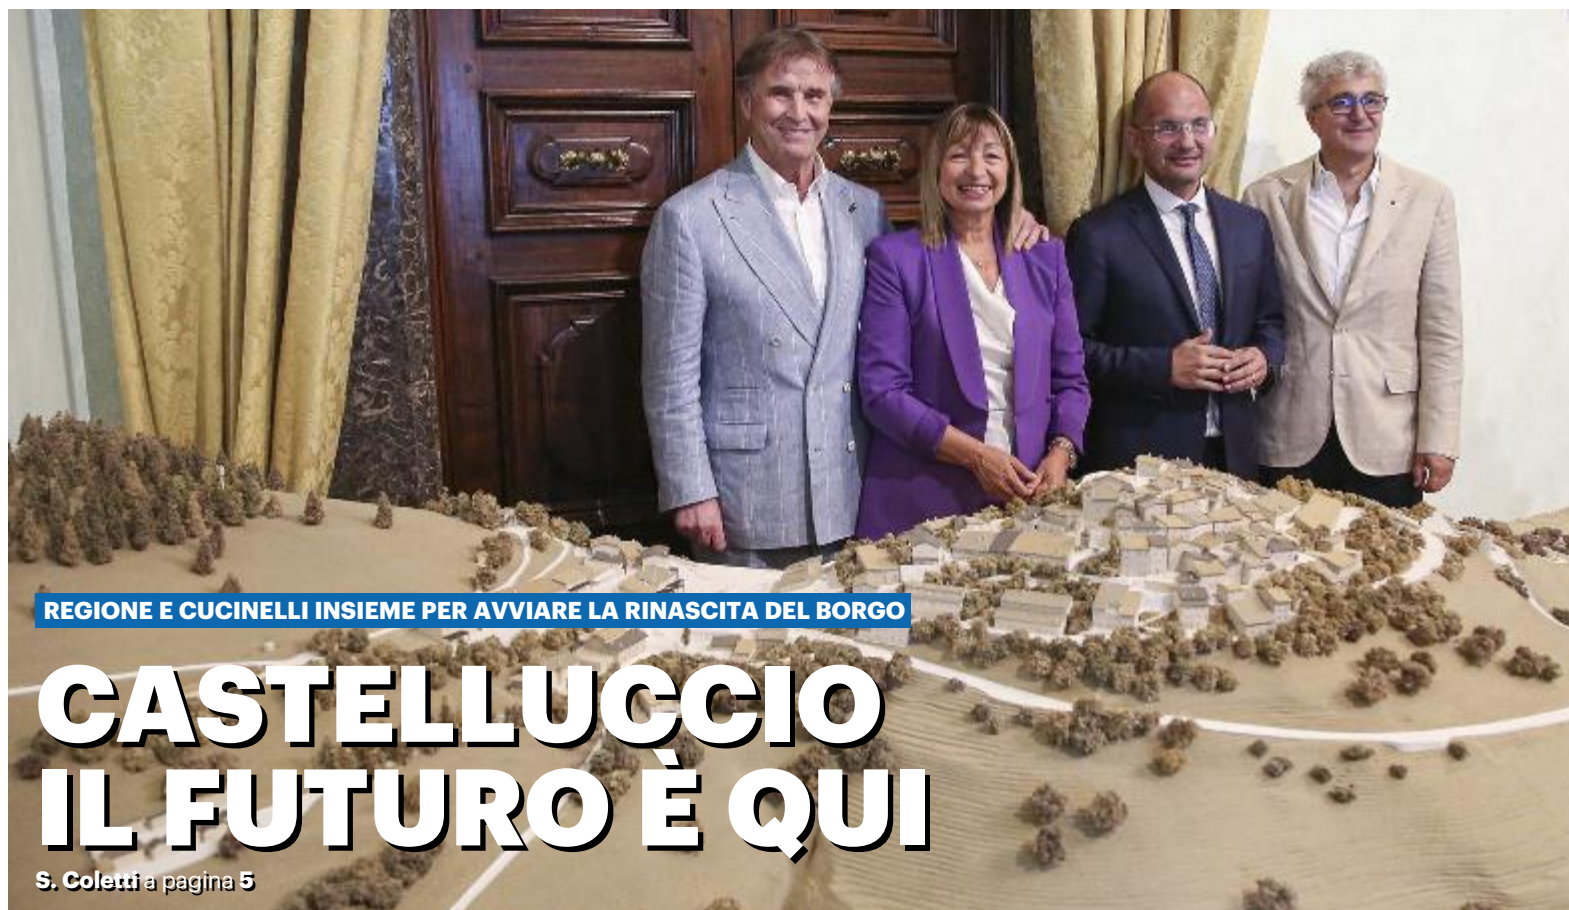 REGIONE E CUCINELLI INSIEME PER AVVIARE LA RINASCITA DEL BORGO
CASTELLUCCIO
IL FUTURO È QUI
S. Coletti a pagina 5